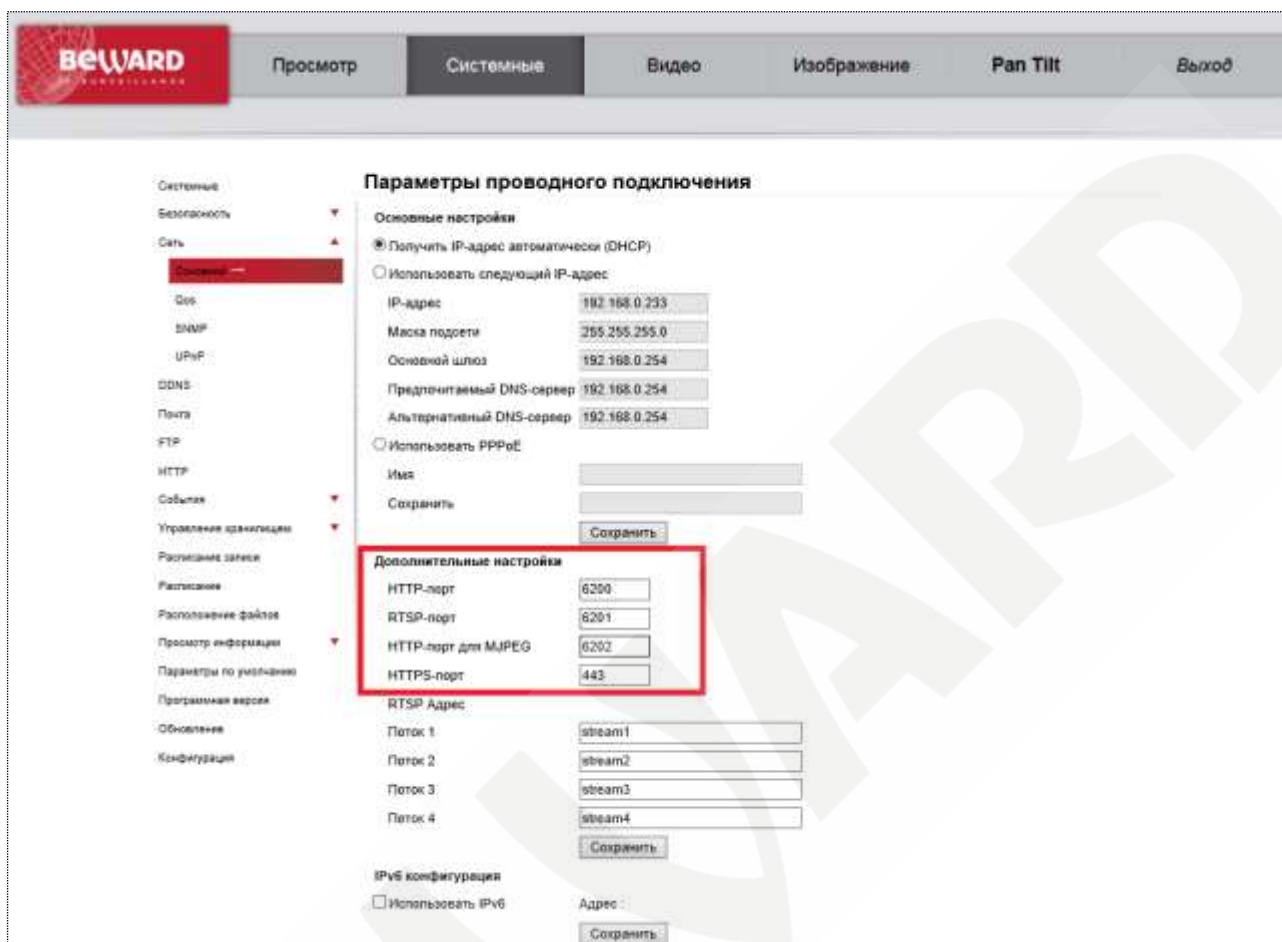 BEWARD
Просмотр
Системные
Видео
Изображение
Pan Tilt
Выход
Системные
Безопасность
Сеть
Основной
Qos
SNMP
UPnP
DDNS
Почта
FTP
HTTP
События
Управление хранилищем
Расписание записи
Расписание
Расположение файлов
Просмотр информации
Параметры по умолчанию
Программная версия
Обновление
Конфигурация
Параметры проводного подключения
Основные настройки
Получить IP-адрес автоматически (DHCP)
Использовать следующий IP-адрес
IP-адрес 192.168.0.233
Маска подсети 255.255.255.0
Основной шлюз 192.168.0.254
Предпочитаемый DNS-сервер 192.168.0.254
Альтернативный DNS-сервер 192.168.0.254
Использовать PPPoE
Имя
Сохранить
Сохранить
Дополнительные настройки
HTTP-порт 6200
RTSP-порт 6201
HTTP-порт для MJPEG 6202
HTTPS-порт 443
RTSP Адрес
Поток 1 stream1
Поток 2 stream2
Поток 3 stream3
Поток 4 stream4
Сохранить
IPv6 конфигурация
Использовать IPv6 Адрес :
Сохранить